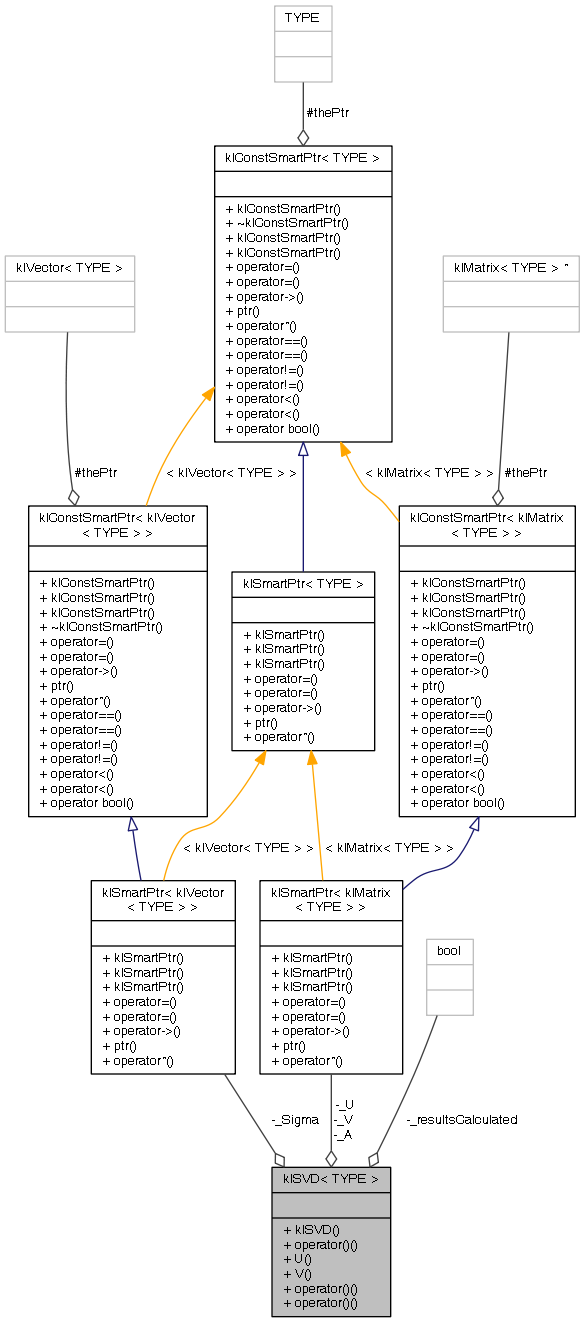 TYPE
#thePtr
klConstSmartPtr< TYPE >
+ klConstSmartPtr()
+ ~klConstSmartPtr()
+ klConstSmartPtr()
+ klConstSmartPtr()
+ operator=()
+ operator=()
+ operator->()
+ ptr()
+ operator*()
+ operator==()
+ operator==()
+ operator!=()
+ operator!=()
+ operator<()
+ operator<()
+ operator bool()
klVector< TYPE >
klMatrix< TYPE > *
#thePtr
< klVector< TYPE > >
< klMatrix< TYPE > >
#thePtr
klConstSmartPtr< klVector
< TYPE > >
+ klConstSmartPtr()
+ klConstSmartPtr()
+ klConstSmartPtr()
+ ~klConstSmartPtr()
+ operator=()
+ operator=()
+ operator->()
+ ptr()
+ operator*()
+ operator==()
+ operator==()
+ operator!=()
+ operator!=()
+ operator<()
+ operator<()
+ operator bool()
klSmartPtr< TYPE >
+ klSmartPtr()
+ klSmartPtr()
+ klSmartPtr()
+ operator=()
+ operator=()
+ operator->()
+ ptr()
+ operator*()
klConstSmartPtr< klMatrix
< TYPE > >
+ klConstSmartPtr()
+ klConstSmartPtr()
+ klConstSmartPtr()
+ ~klConstSmartPtr()
+ operator=()
+ operator=()
+ operator->()
+ ptr()
+ operator*()
+ operator==()
+ operator==()
+ operator!=()
+ operator!=()
+ operator<()
+ operator<()
+ operator bool()
< klVector< TYPE > >
< klMatrix< TYPE > >
klSmartPtr< klVector
< TYPE > >
+ klSmartPtr()
+ klSmartPtr()
+ klSmartPtr()
+ operator=()
+ operator=()
+ operator->()
+ ptr()
+ operator*()
klSmartPtr< klMatrix
< TYPE > >
+ klSmartPtr()
+ klSmartPtr()
+ klSmartPtr()
+ operator=()
+ operator=()
+ operator->()
+ ptr()
+ operator*()
bool
-_Sigma
-_U
-_V
-_A
-_resultsCalculated
klSVD< TYPE >
+ klSVD()
+ operator()()
+ U()
+ V()
+ operator()()
+ operator()()